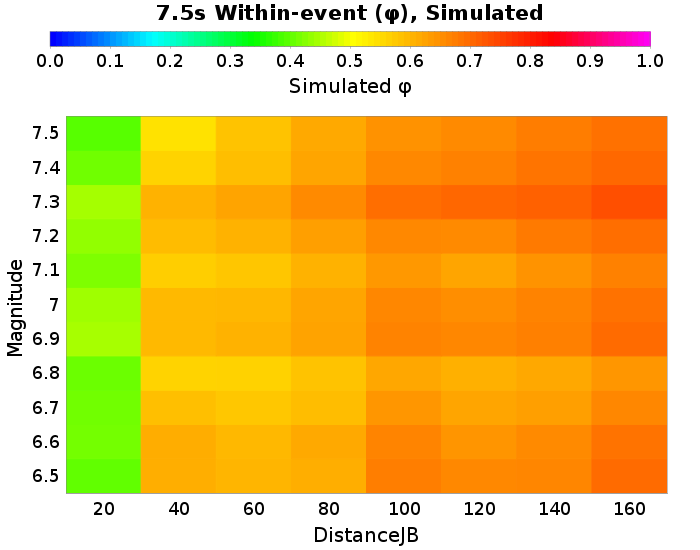 7.5s Within-event (φ), Simulated
0.0 0.1 0.2 0.3 0.4 0.5 0.6 0.7 0.8 0.9 1.0
Simulated φ
7.5
7.4
7.3
7.2
7.1
7
6.9
6.8
6.7
6.6
6.5
Magnitude
20 40 60 80 100 120 140 160
DistanceJB